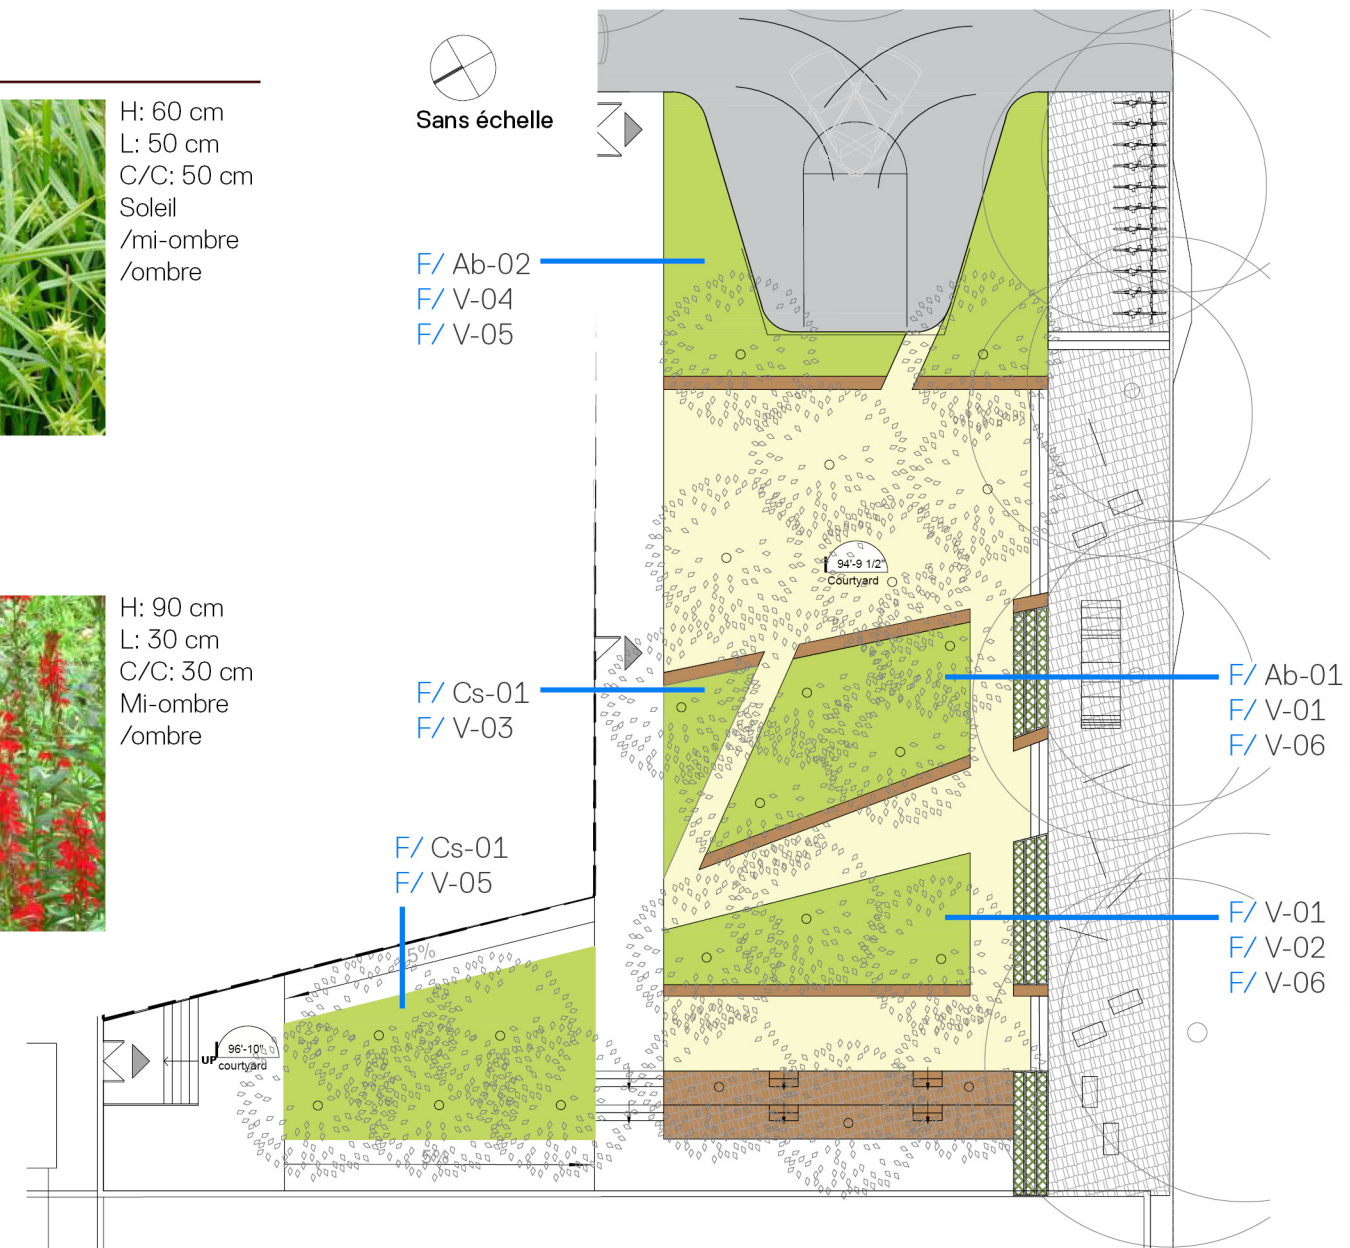 H: 60 cm
L: 50 cm
C/C: 50 cm
Soleil
/mi-ombre
/ombre
Sans échelle
F/ Ab-02
F/ V-04
F/ V-05
94'-9 1/2"
Courtyard
H: 90 cm
L: 30 cm
C/C: 30 cm
Mi-ombre
/ombre
F/ Cs-01
F/ V-03
F/ Ab-01
F/ V-01
F/ V-06
F/ Cs-01
F/ V-05
F/ V-01
F/ V-02
F/ V-06
5%
96'-10"
UP courtyard
5%